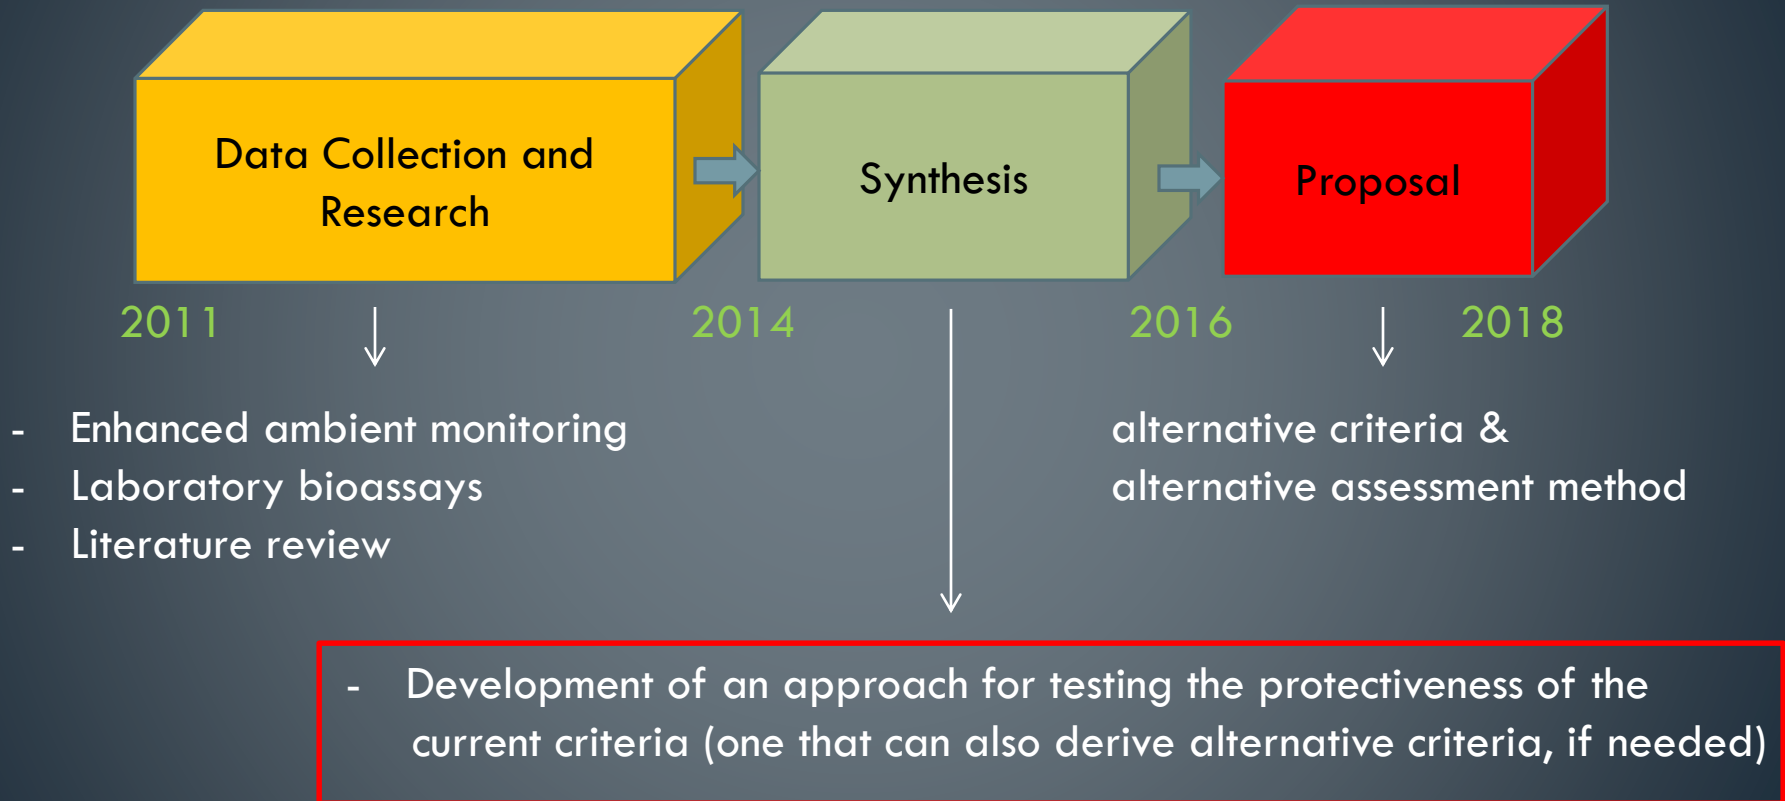 Data Collection and
Research
Synthesis
Proposal
2011
2014
2016
2018
- Enhanced ambient monitoring
- Laboratory bioassays
- Literature review
alternative criteria &
alternative assessment method
- Development of an approach for testing the protectiveness of the
current criteria (one that can also derive alternative criteria, if needed)